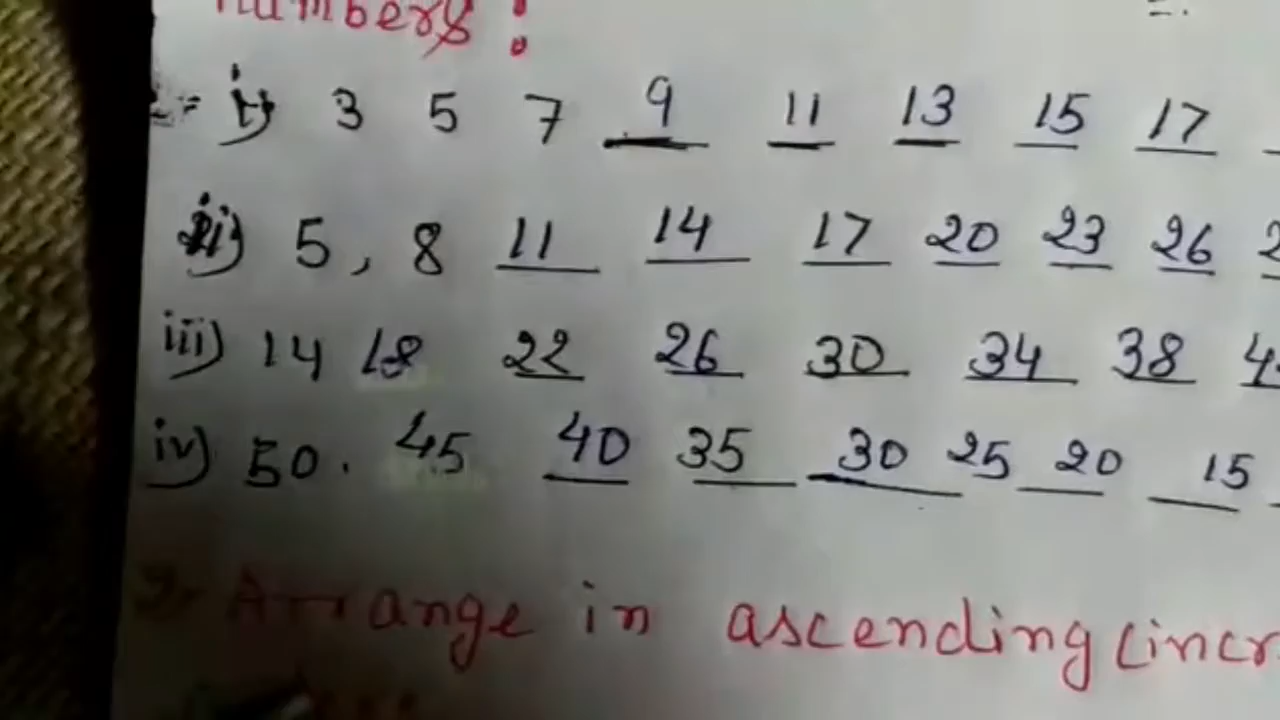 numbers!
i) 3 5 7 9 11 13 15 17
ii) 5, 8 11 14 17 20 23 26
iii) 14 18 22 26 30 34 38
iv) 50. 45 40 35 30 25 20 15
Arrange in ascending (incr